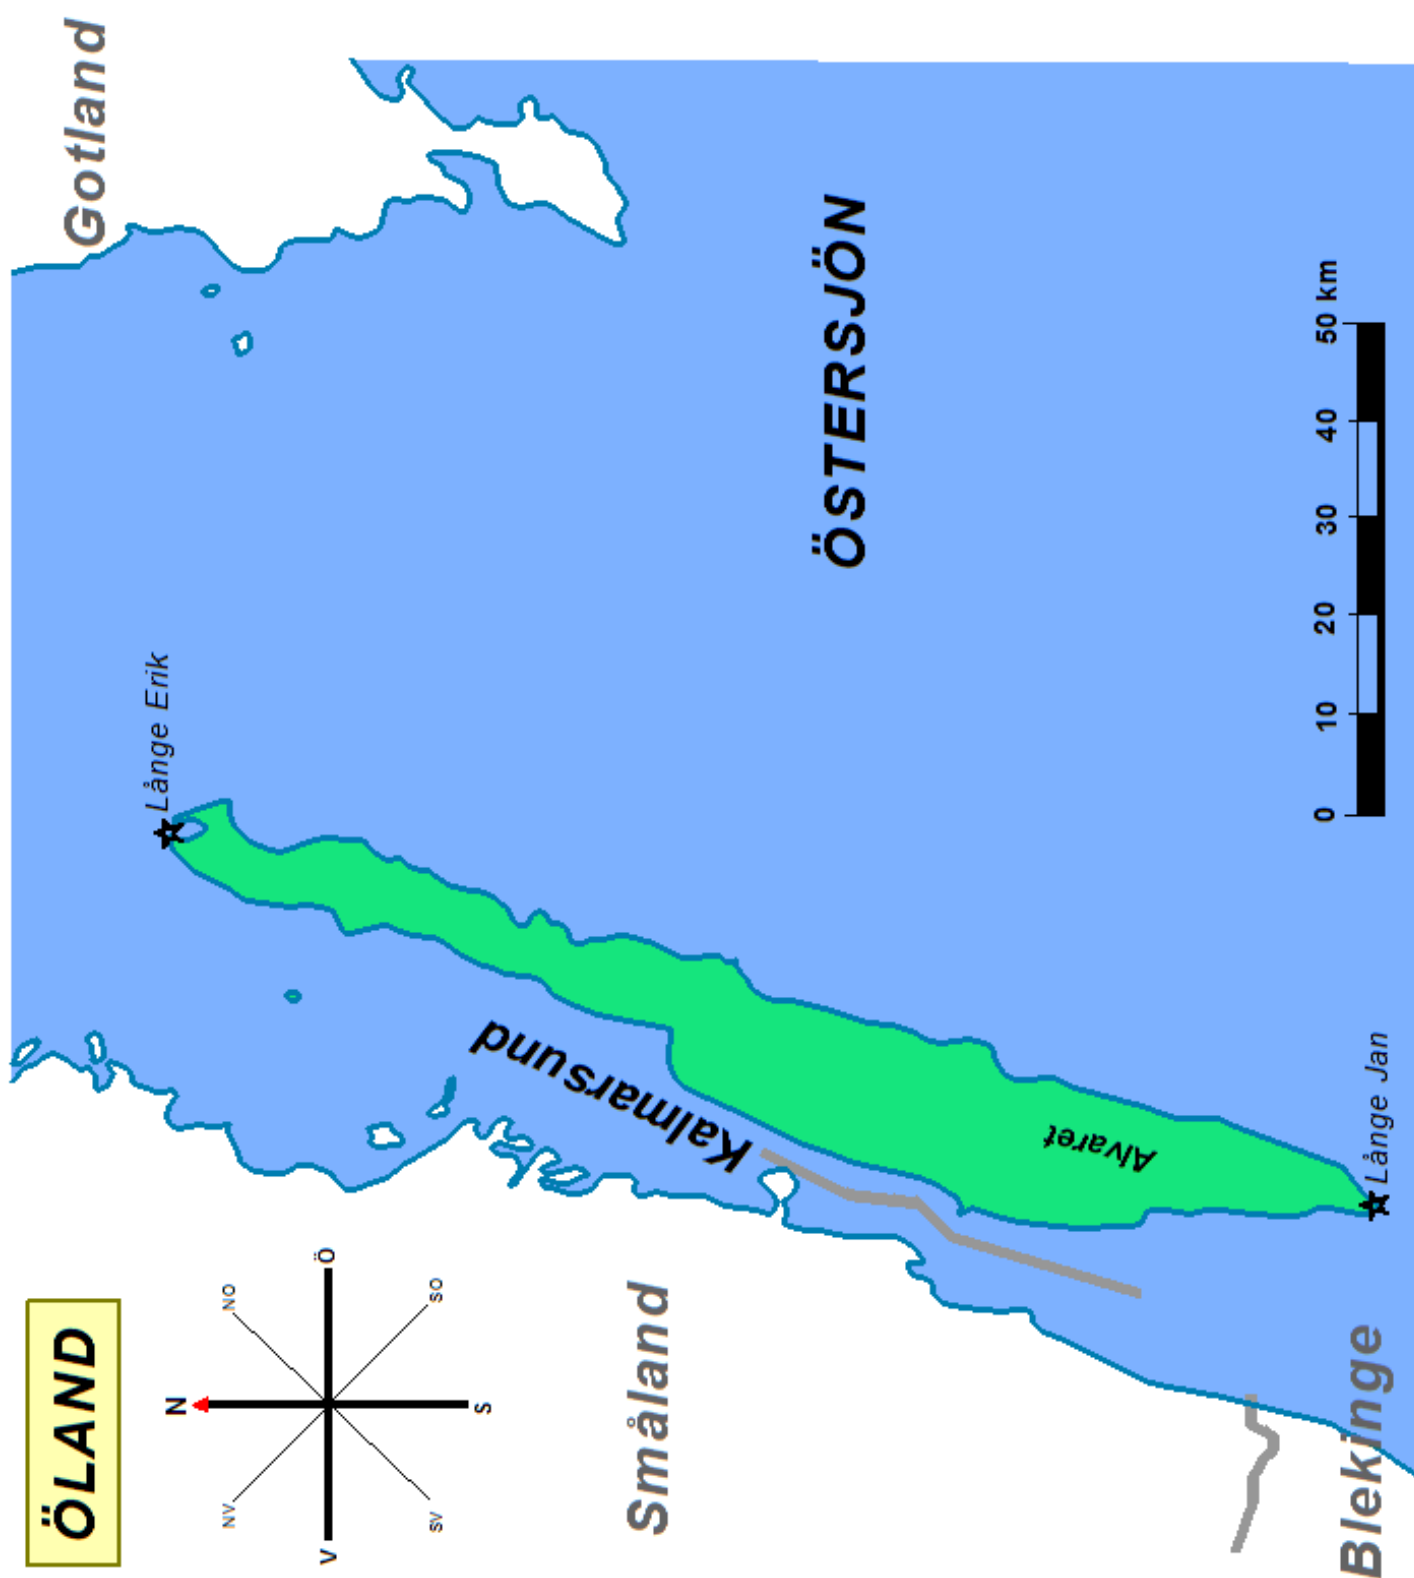 ÖLAND
N
NO
Ö
SO
S
SV
V
NV
Gotland
Långe Erik
Kalmarsund
ÖSTERSJÖN
Småland
Alvaret
Långe Jan
Blekinge
0 10 20 30 40 50 km